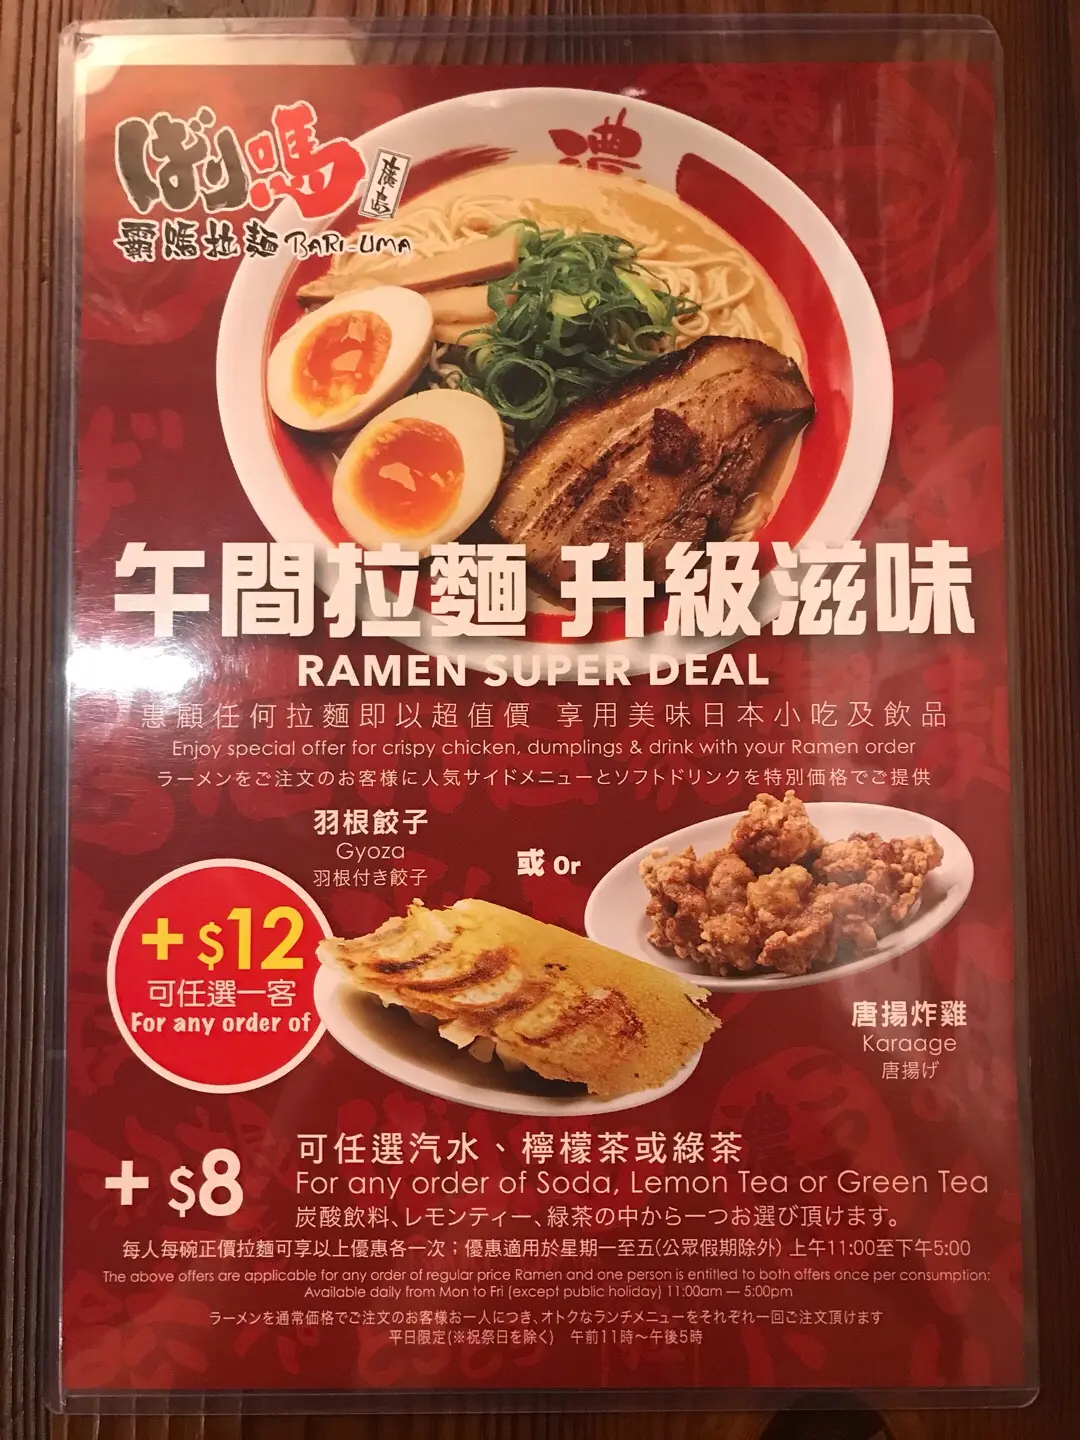 ばり嗎
廣島
霸嗎拉麵 BARI-UMA
濃
午間拉麵 升級滋味
RAMEN SUPER DEAL
惠顧任何拉麵即以超值價 享用美味日本小吃及飲品
Enjoy special offer for crispy chicken, dumplings & drink with your Ramen order
ラーメンをご注文のお客様に人気サイドメニューとソフトドリンクを特別価格でご提供
羽根餃子
Gyoza
羽根付き餃子
或 Or
+ $12
可任選一客
For any order of
唐揚炸雞
Karaage
唐揚げ
+ $8
可任選汽水、檸檬茶或綠茶
For any order of Soda, Lemon Tea or Green Tea
炭酸飲料、レモンティー、緑茶の中から一つお選び頂けます。
每人每碗正價拉麵可享以上優惠各一次；優惠適用於星期一至五(公眾假期除外) 上午11:00至下午5:00
The above offers are applicable for any order of regular price Ramen and one person is entitled to both offers once per consumption;
Available daily from Mon to Fri (except public holiday) 11:00am — 5:00pm
ラーメンを通常価格でご注文のお客様お一人につき、オトクなランチメニューをそれぞれ一回ご注文頂けます
平日限定(※祝祭日を除く) 午前11時～午後5時